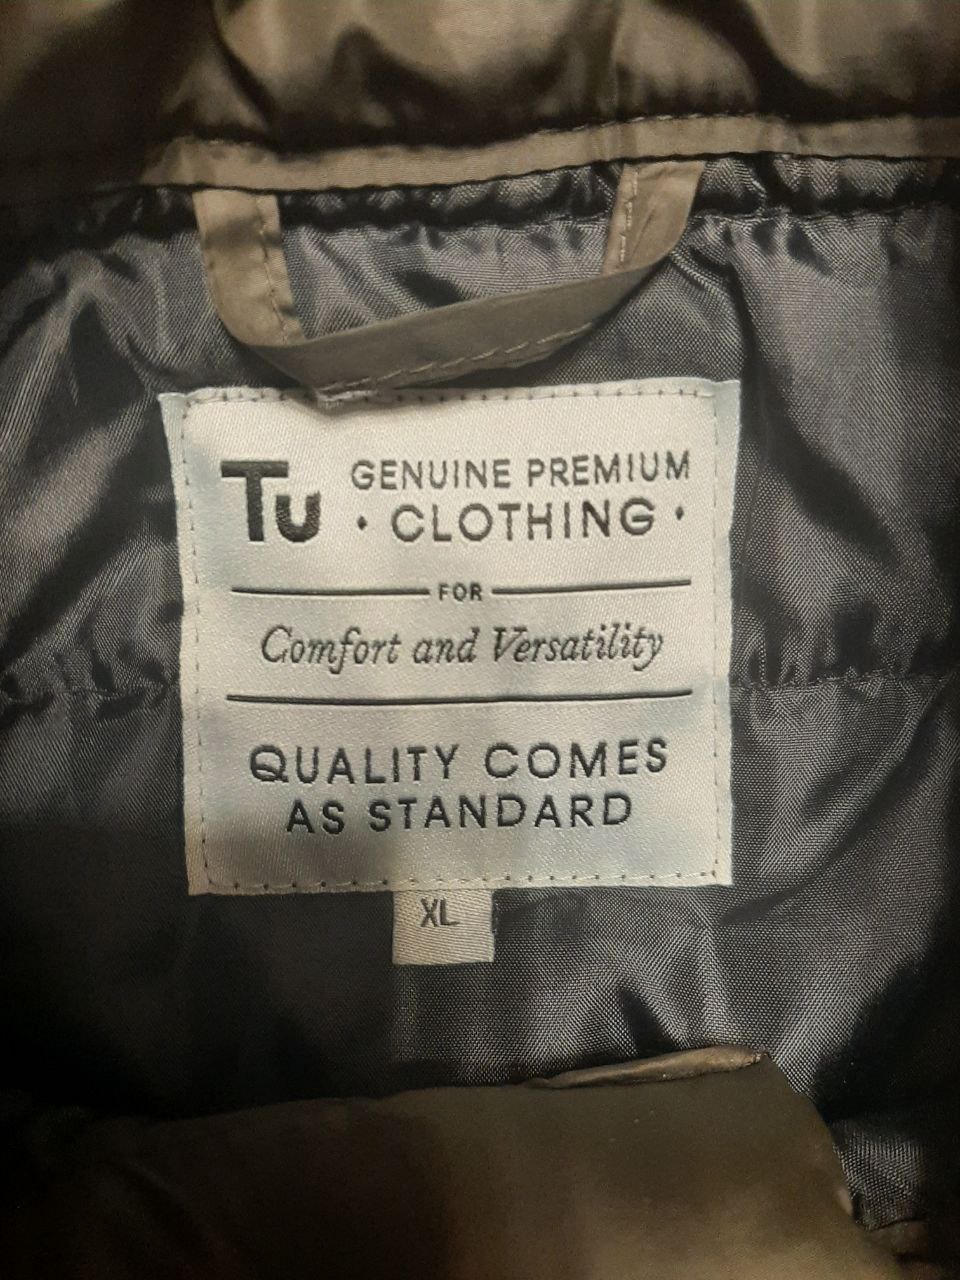 Tu GENUINE PREMIUM
· CLOTHING ·
FOR
Comfort and Versatility
QUALITY COMES
AS STANDARD
XL